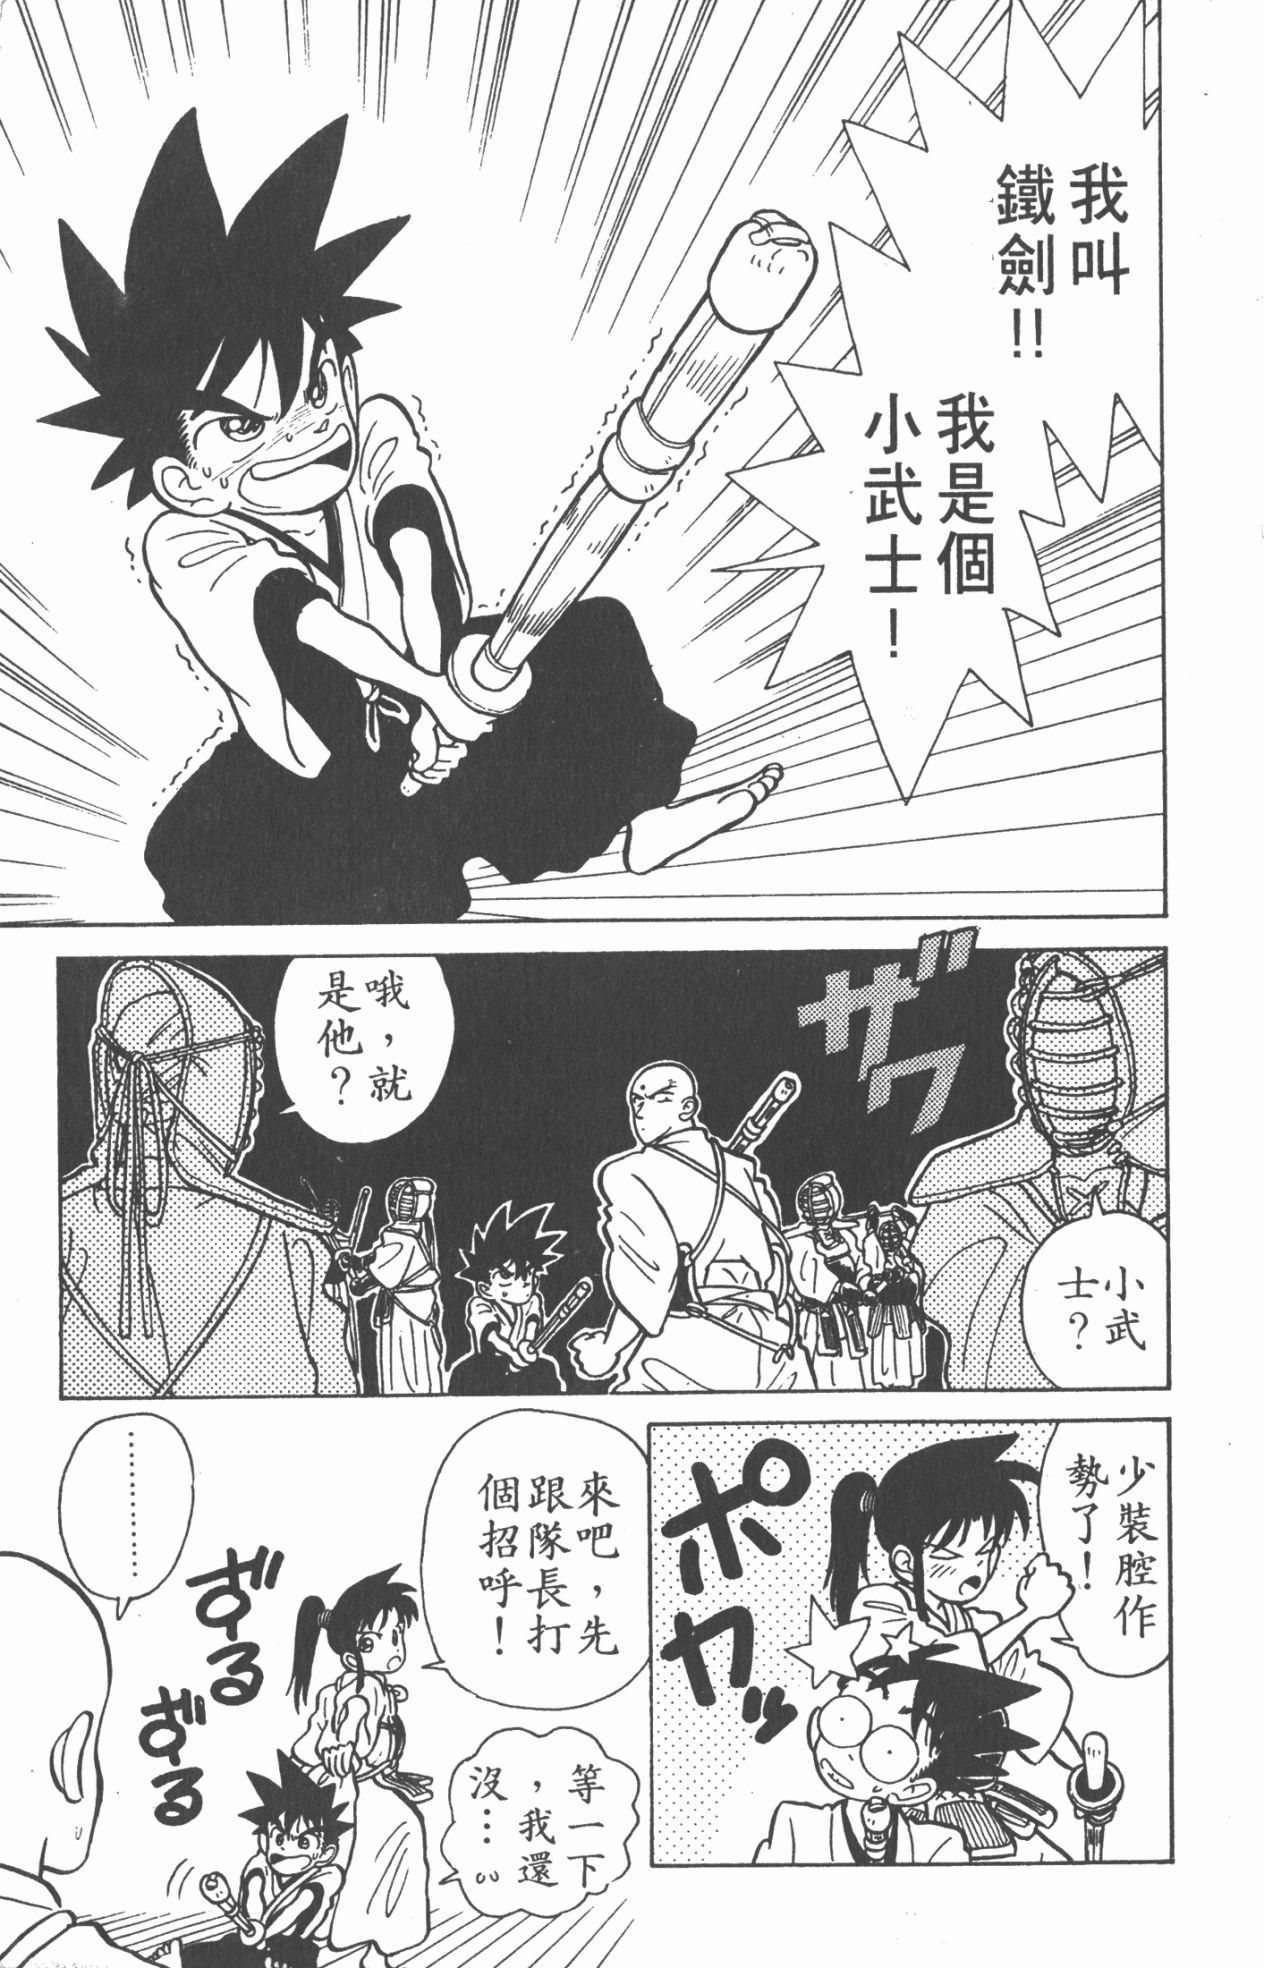 我叫
鐵劍!!
我是個
小武士！
ザワ
小武
士？
哦，就
是他？
少裝腔作
勢了！
ポカッ
來吧，先
跟隊長打
個招呼！
等一下
，我還
沒…
ずるずる
…………